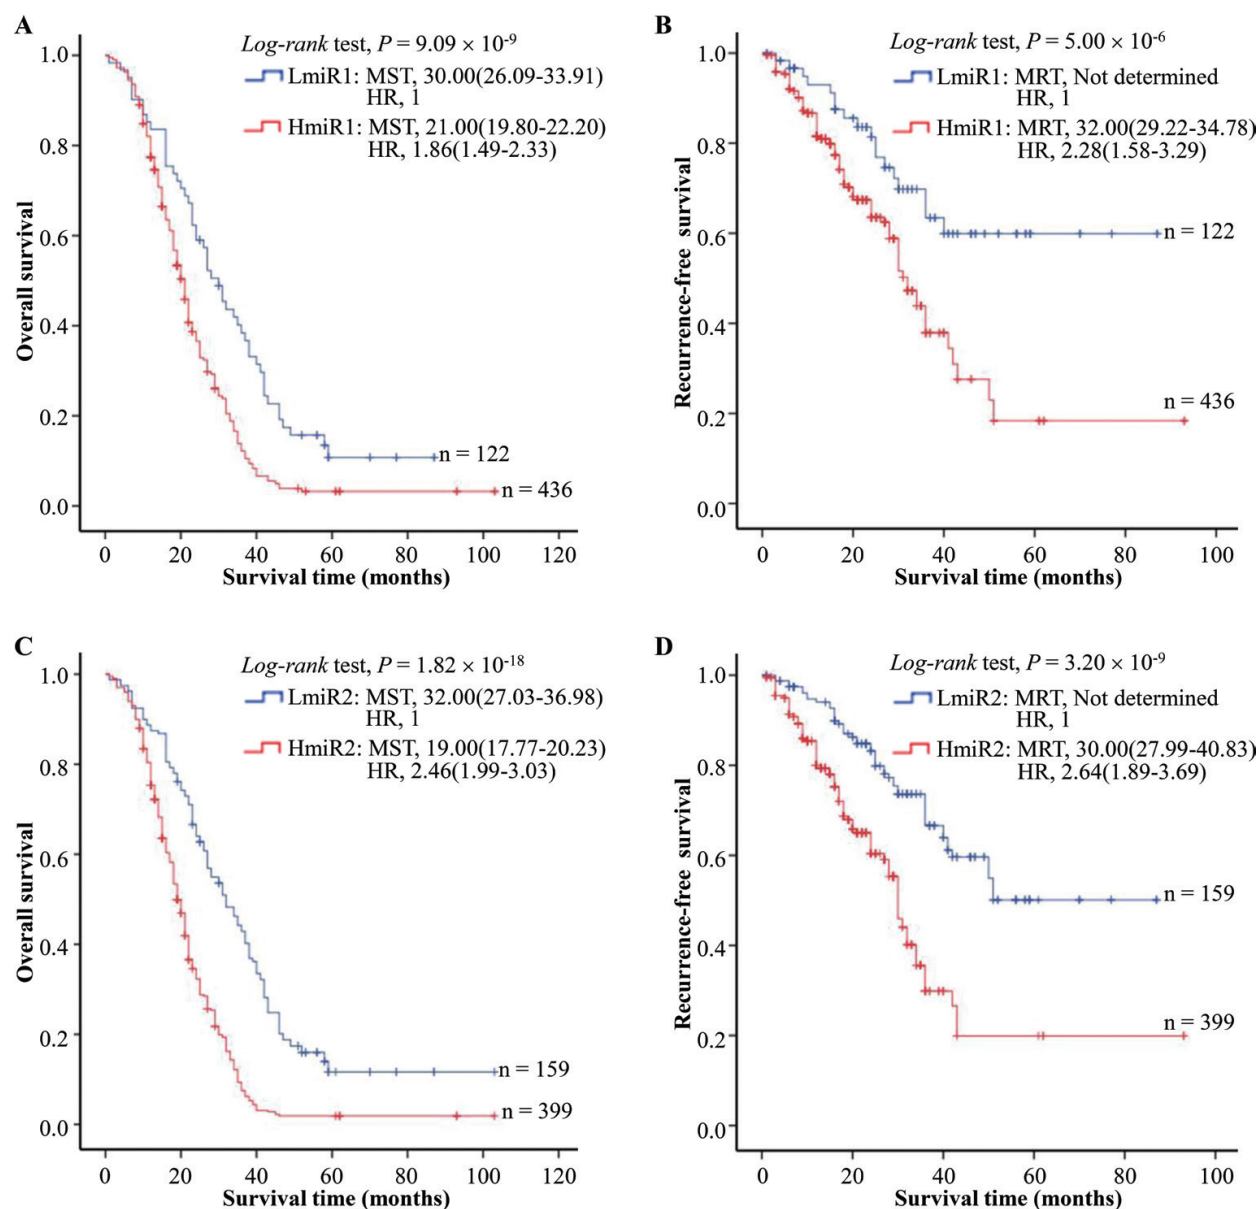 A
Log-rank test, P = 9.09 × 10⁻⁹
LmiR1: MST, 30.00(26.09-33.91)
HR, 1
HmiR1: MST, 21.00(19.80-22.20)
HR, 1.86(1.49-2.33)
1.0
0.8
0.6
0.4
0.2
0.0
Overall survival
n = 122
n = 436
0 20 40 60 80 100 120
Survival time (months)
B
Log-rank test, P = 5.00 × 10⁻⁶
LmiR1: MRT, Not determined
HR, 1
HmiR1: MRT, 32.00(29.22-34.78)
HR, 2.28(1.58-3.29)
1.0
0.8
0.6
0.4
0.2
0.0
Recurrence-free survival
n = 122
n = 436
0 20 40 60 80 100
Survival time (months)
C
Log-rank test, P = 1.82 × 10⁻¹⁸
LmiR2: MST, 32.00(27.03-36.98)
HR, 1
HmiR2: MST, 19.00(17.77-20.23)
HR, 2.46(1.99-3.03)
1.0
0.8
0.6
0.4
0.2
0.0
Overall survival
n = 159
n = 399
0 20 40 60 80 100 120
Survival time (months)
D
Log-rank test, P = 3.20 × 10⁻⁹
LmiR2: MRT, Not determined
HR, 1
HmiR2: MRT, 30.00(27.99-40.83)
HR, 2.64(1.89-3.69)
1.0
0.8
0.6
0.4
0.2
0.0
Recurrence-free survival
n = 159
n = 399
0 20 40 60 80 100
Survival time (months)